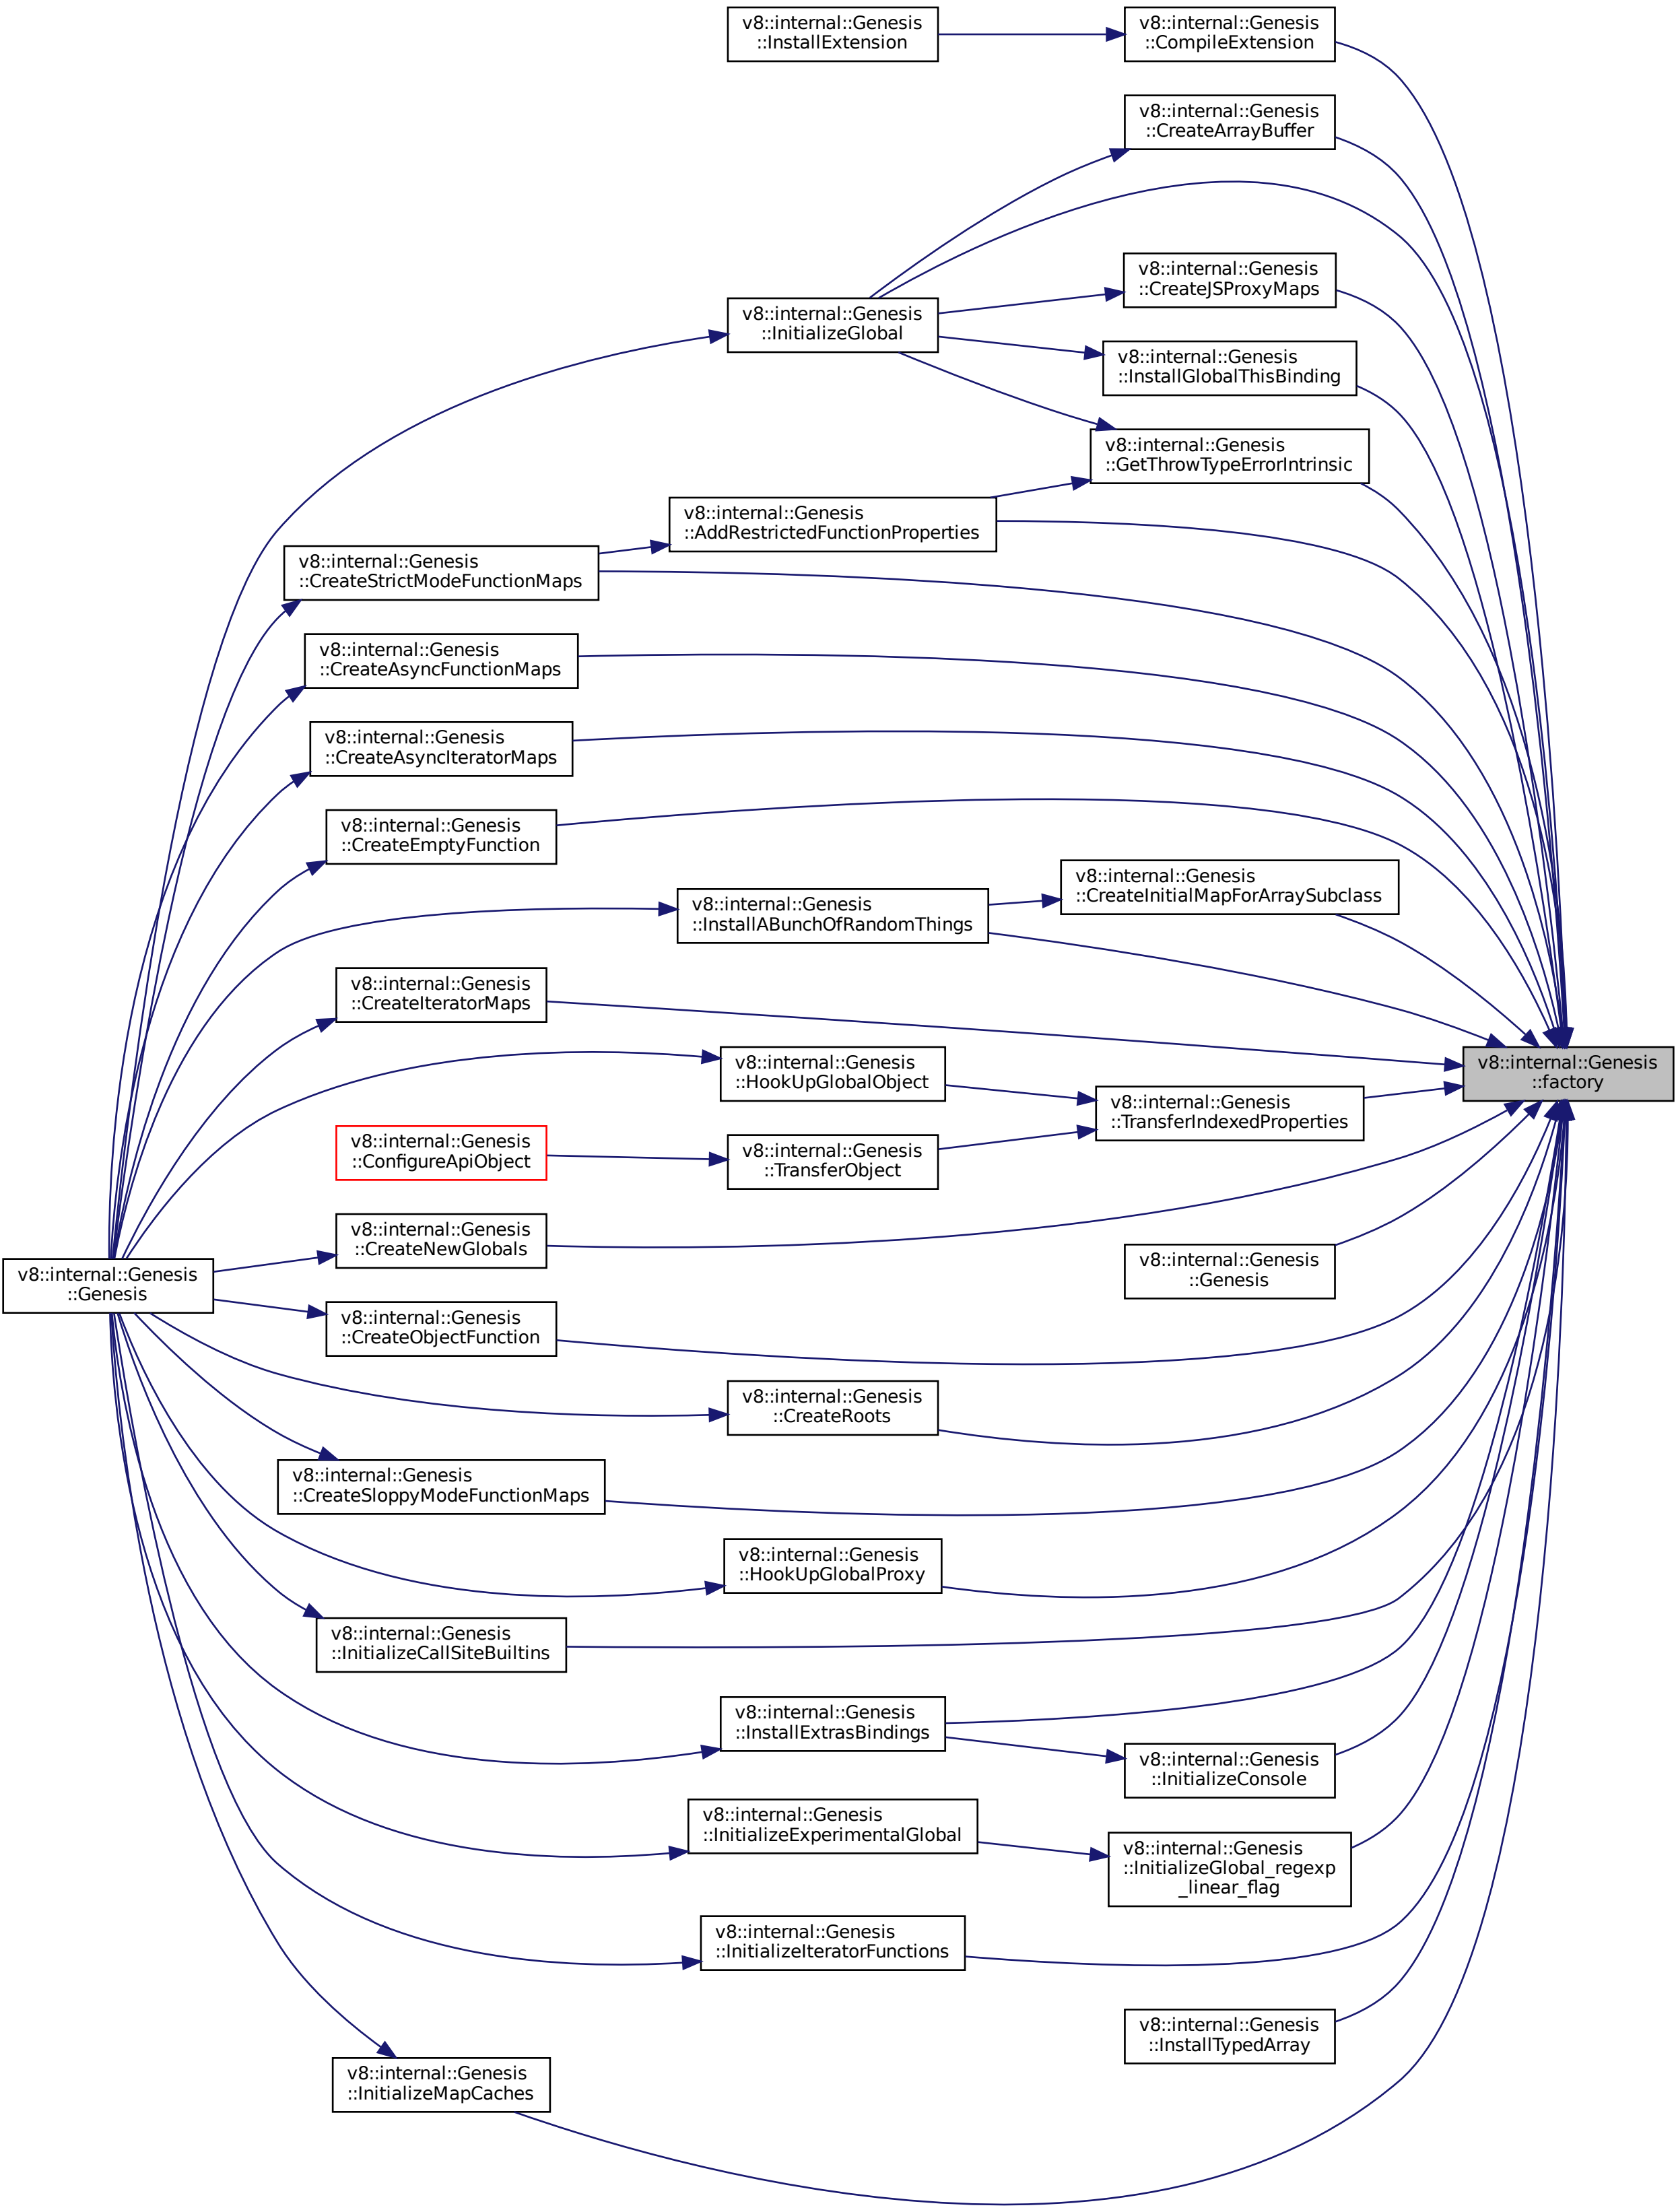 v8::internal::Genesis
::InstallExtension
v8::internal::Genesis
::CompileExtension
v8::internal::Genesis
::CreateArrayBuffer
v8::internal::Genesis
::CreateJSProxyMaps
v8::internal::Genesis
::InitializeGlobal
v8::internal::Genesis
::InstallGlobalThisBinding
v8::internal::Genesis
::GetThrowTypeErrorIntrinsic
v8::internal::Genesis
::AddRestrictedFunctionProperties
v8::internal::Genesis
::CreateStrictModeFunctionMaps
v8::internal::Genesis
::CreateAsyncFunctionMaps
v8::internal::Genesis
::CreateAsyncIteratorMaps
v8::internal::Genesis
::CreateEmptyFunction
v8::internal::Genesis
::CreateInitialMapForArraySubclass
v8::internal::Genesis
::InstallABunchOfRandomThings
v8::internal::Genesis
::CreateIteratorMaps
v8::internal::Genesis
::HookUpGlobalObject
v8::internal::Genesis
::factory
v8::internal::Genesis
::TransferIndexedProperties
v8::internal::Genesis
::ConfigureApiObject
v8::internal::Genesis
::TransferObject
v8::internal::Genesis
::CreateNewGlobals
v8::internal::Genesis
::Genesis
v8::internal::Genesis
::Genesis
v8::internal::Genesis
::CreateObjectFunction
v8::internal::Genesis
::CreateRoots
v8::internal::Genesis
::CreateSloppyModeFunctionMaps
v8::internal::Genesis
::HookUpGlobalProxy
v8::internal::Genesis
::InitializeCallSiteBuiltins
v8::internal::Genesis
::InstallExtrasBindings
v8::internal::Genesis
::InitializeConsole
v8::internal::Genesis
::InitializeExperimentalGlobal
v8::internal::Genesis
::InitializeGlobal_regexp
_linear_flag
v8::internal::Genesis
::InitializeIteratorFunctions
v8::internal::Genesis
::InstallTypedArray
v8::internal::Genesis
::InitializeMapCaches